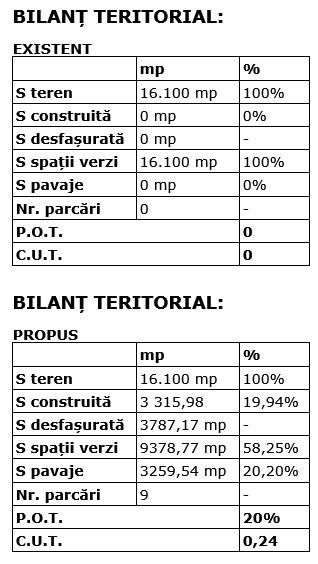 BILANȚ TERITORIAL:
EXISTENT
mp %
S teren 16.100 mp 100%
S construită 0 mp 0%
S desfașurată 0 mp -
S spații verzi 16.100 mp 100%
S pavaje 0 mp 0%
Nr. parcări 0 -
P.O.T. 0
C.U.T. 0
BILANȚ TERITORIAL:
PROPUS
mp %
S teren 16.100 mp 100%
S construită 3 315,98 19,94%
S desfașurată 3787,17 mp -
S spații verzi 9378,77 mp 58,25%
S pavaje 3259,54 mp 20,20%
Nr. parcări 9 -
P.O.T. 20%
C.U.T. 0,24